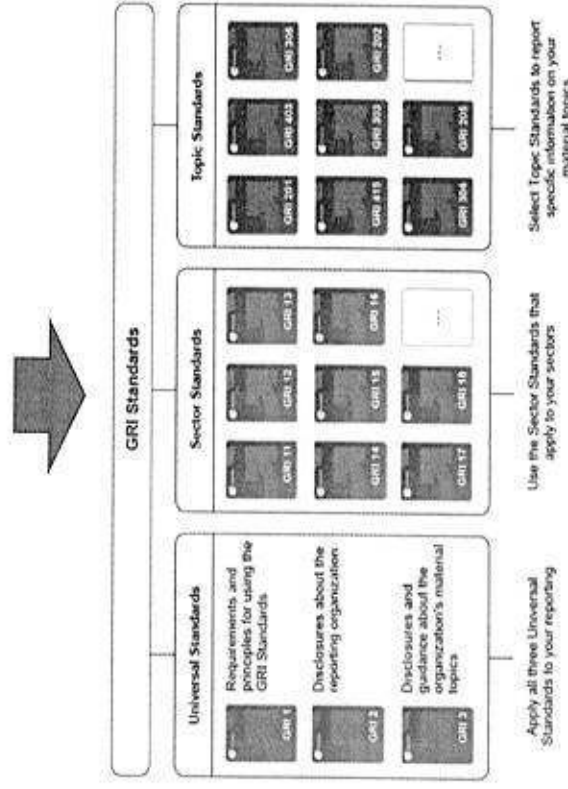 GRI Standards
Universal Standards
GRI 1
Requirements and
principles for using the
GRI Standards
GRI 2
Disclosures about the
reporting organization
GRI 3
Disclosures and
guidance about the
organization's material
topics
Apply all three Universal
Standards to your reporting
Sector Standards
GRI 11
GRI 12
GRI 13
GRI 14
GRI 15
GRI 16
GRI 17
GRI 18
...
Use the Sector Standards that
apply to your sectors
Topic Standards
GRI 201
GRI 403
GRI 305
GRI 415
GRI 303
GRI 202
GRI 304
GRI 205
...
Select Topic Standards to report
specific information on your
material topics